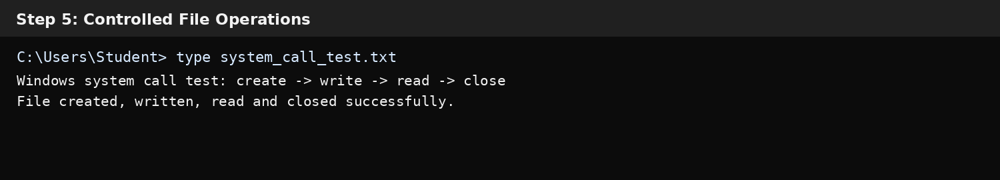 Step 5: Controlled File Operations
C:\Users\Student> type system_call_test.txt
Windows system call test: create -> write -> read -> close
File created, written, read and closed successfully.